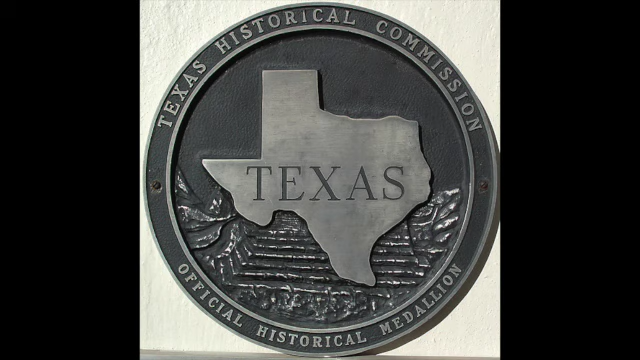 TEXAS HISTORICAL COMMISSION
TEXAS
OFFICIAL HISTORICAL MEDALLION